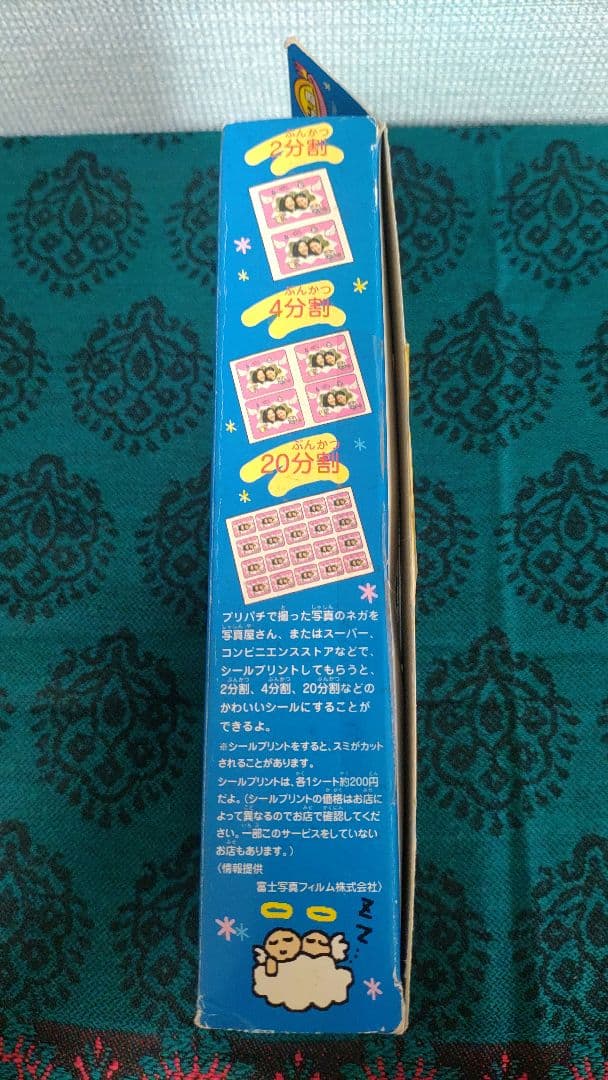 ぶんかつ
2分割
ぶんかつ
4分割
ぶんかつ
20分割
プリパチで撮った写真のネガを
写真屋さん、またはスーパー、
コンビニエンスストアなどで、
シールプリントしてもらうと、
2分割、4分割、20分割などの
かわいいシールにすることが
できるよ。
※シールプリントをすると、スミがカット
されることがあります。
シールプリントは、各1シート約200円
だよ。(シールプリントの価格はお店に
よって異なるのでお店で確認してくだ
さい。一部このサービスをしていない
お店もあります。)
〈情報提供
富士写真フィルム株式会社〉